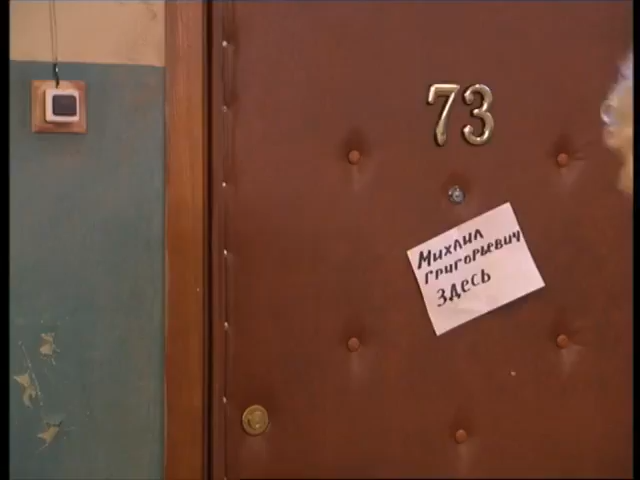 73
Михаил
Григорьевич
здесь